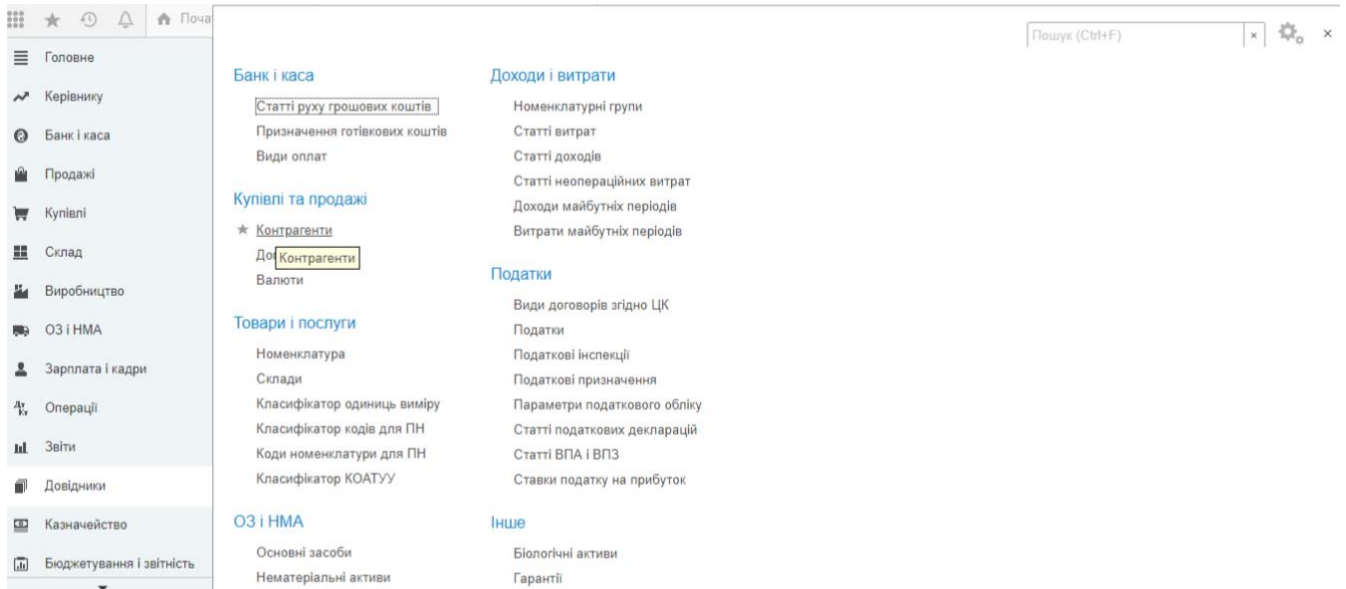 Поча
Пошук (Ctrl+F)
Головне
Керівнику
Банк і каса
Продажі
Купівлі
Склад
Виробництво
ОЗ і НМА
Зарплата і кадри
Операції
Звіти
Довідники
Казначейство
Бюджетування і звітність
Банк і каса
Статті руху грошових коштів
Призначення готівкових коштів
Види оплат
Купівлі та продажі
Контрагенти
До
Контрагенти
Валюти
Товари і послуги
Номенклатура
Склади
Класифікатор одиниць виміру
Класифікатор кодів для ПН
Коди номенклатури для ПН
Класифікатор КОАТУУ
ОЗ і НМА
Основні засоби
Нематеріальні активи
Доходи і витрати
Номенклатурні групи
Статті витрат
Статті доходів
Статті неопераційних витрат
Доходи майбутніх періодів
Витрати майбутніх періодів
Податки
Види договорів згідно ЦК
Податки
Податкові інспекції
Податкові призначення
Параметри податкового обліку
Статті податкових декларацій
Статті ВПА і ВПЗ
Ставки податку на прибуток
Інше
Біологічні активи
Гарантії